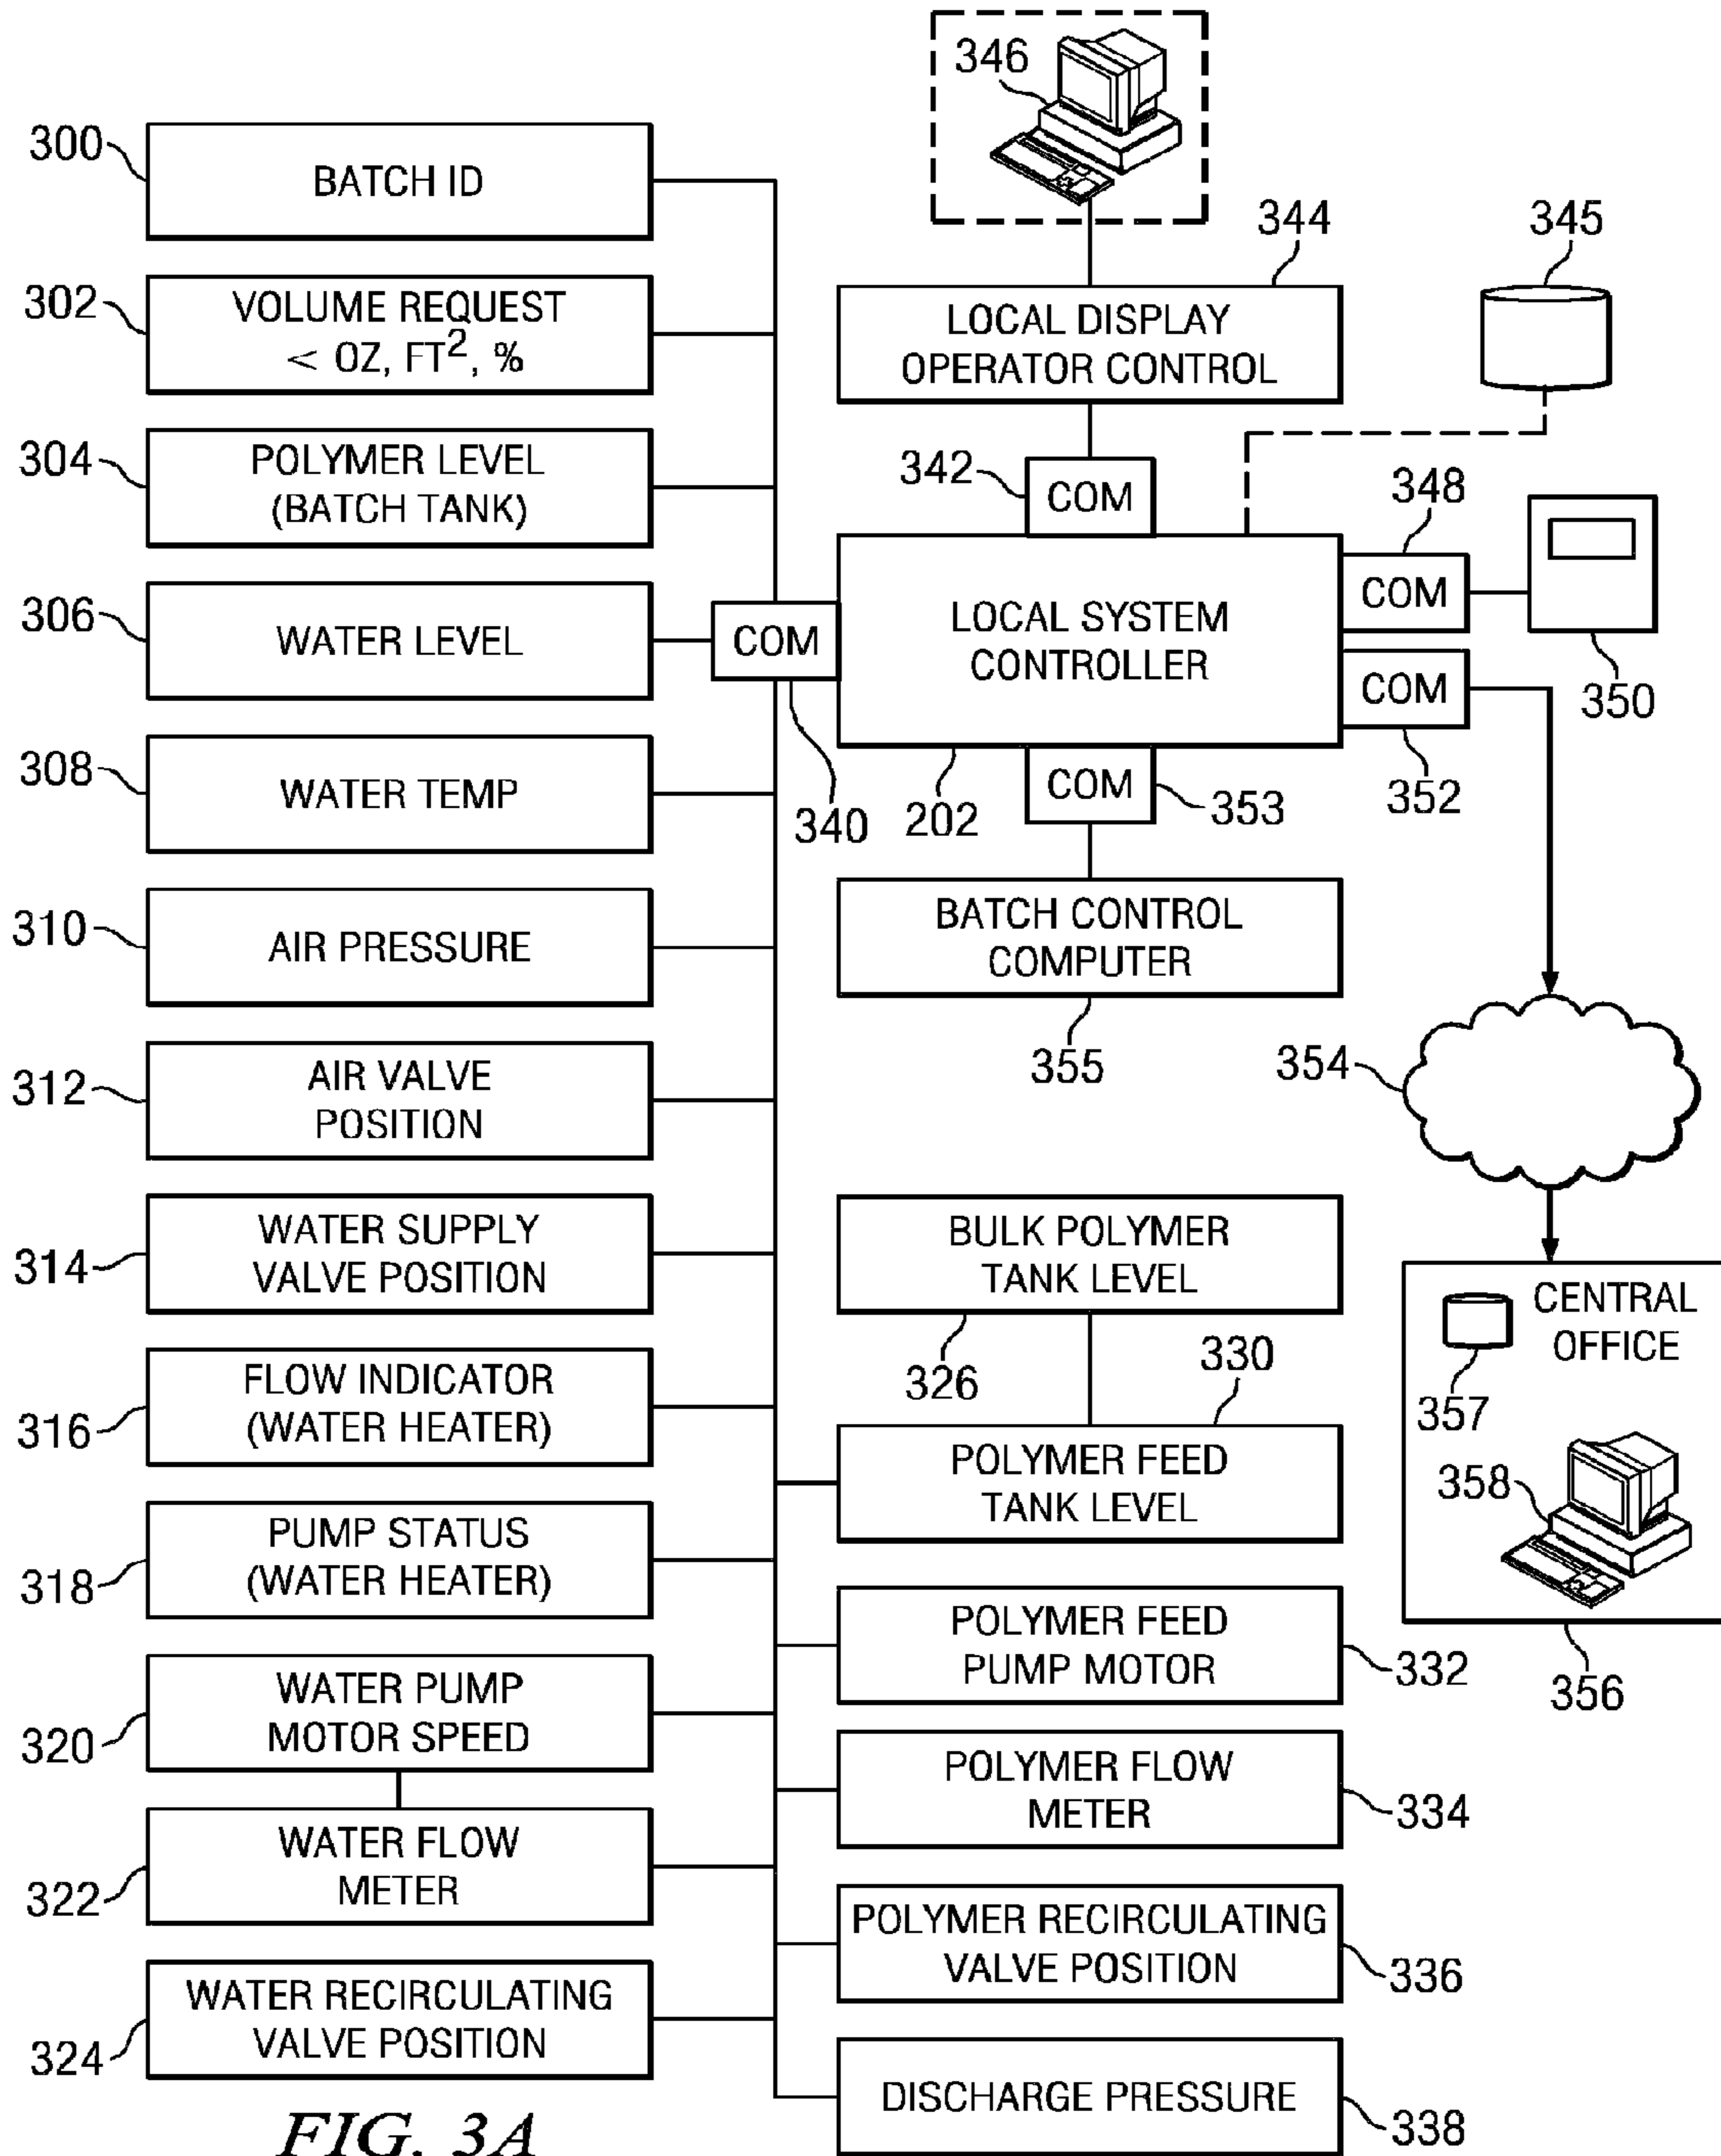 300
BATCH ID
302
VOLUME REQUEST
< OZ, FT², %
304
POLYMER LEVEL
(BATCH TANK)
306
WATER LEVEL
308
WATER TEMP
310
AIR PRESSURE
312
AIR VALVE
POSITION
314
WATER SUPPLY
VALVE POSITION
316
FLOW INDICATOR
(WATER HEATER)
318
PUMP STATUS
(WATER HEATER)
320
WATER PUMP
MOTOR SPEED
322
WATER FLOW
METER
324
WATER RECIRCULATING
VALVE POSITION
346
344
LOCAL DISPLAY
OPERATOR CONTROL
345
342
COM
COM
340
LOCAL SYSTEM
CONTROLLER
202
348
COM
350
COM
352
COM
353
BATCH CONTROL
COMPUTER
355
354
BULK POLYMER
TANK LEVEL
326
330
POLYMER FEED
TANK LEVEL
CENTRAL
OFFICE
357
358
356
POLYMER FEED
PUMP MOTOR
332
POLYMER FLOW
METER
334
POLYMER RECIRCULATING
VALVE POSITION
336
DISCHARGE PRESSURE
338
FIG. 3A